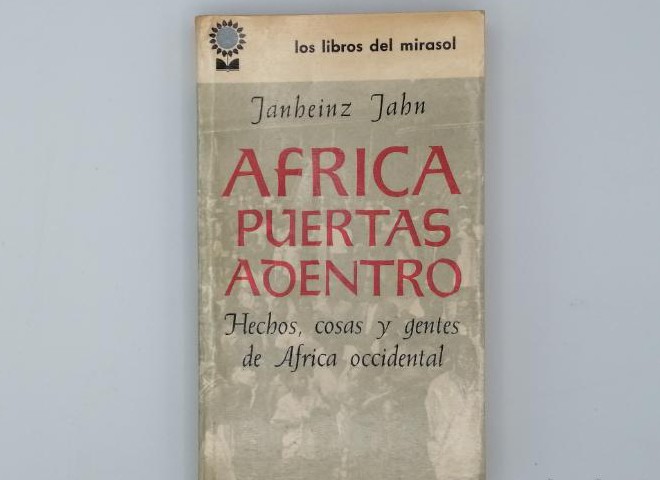 los libros del mirasol
Janheinz Jahn
AFRICA
PUERTAS
ADENTRO
Hechos, cosas y gentes
de Africa occidental